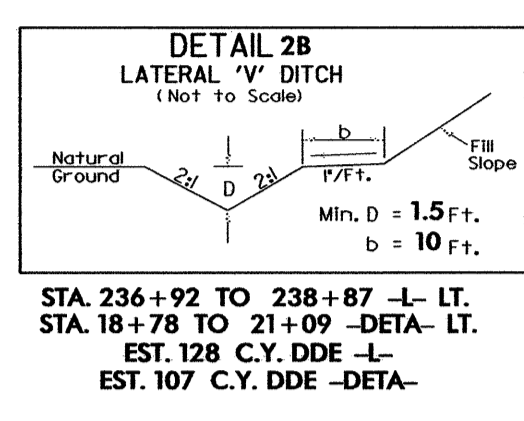 DETAIL 2B
LATERAL 'V' DITCH
(Not to Scale)
b
Natural
Ground
2:1
D
2:1
1"/Ft.
Fill
Slope
Min. D = 1.5 Ft.
b = 10 Ft.
STA. 236+92 TO 238+87 -L- LT.
STA. 18+78 TO 21+09 -DETA- LT.
EST. 128 C.Y. DDE -L-
EST. 107 C.Y. DDE -DETA-